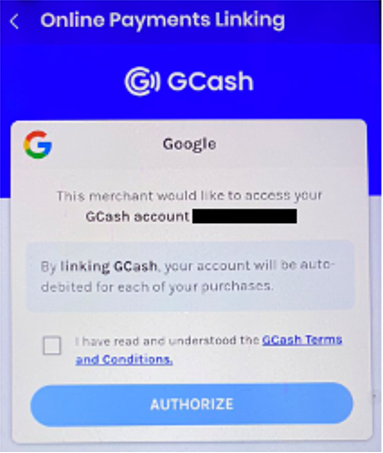 Online Payments Linking
GCash
Google
This merchant would like to access your
GCash account
By linking GCash, your account will be auto-
debited for each of your purchases.
I have read and understood the GCash Terms
and Conditions.
AUTHORIZE